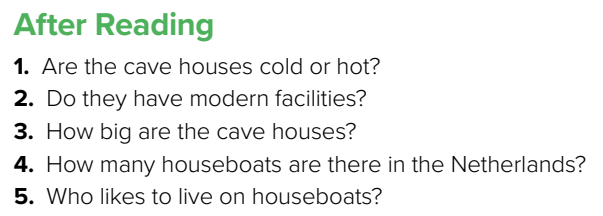 After Reading
1. Are the cave houses cold or hot?
2. Do they have modern facilities?
3. How big are the cave houses?
4. How many houseboats are there in the Netherlands?
5. Who likes to live on houseboats?